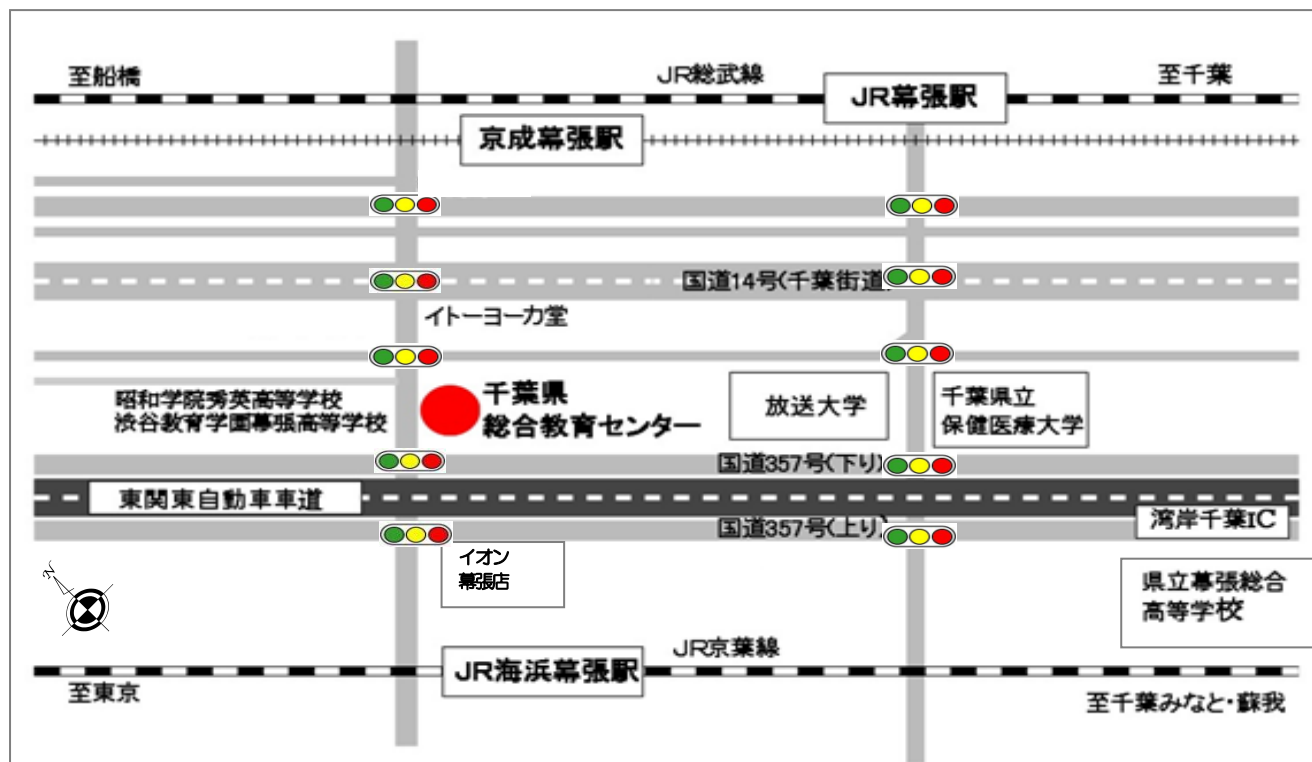 至船橋
JR総武線
JR幕張駅
至千葉
京成幕張駅
国道14号(千葉街道)
イトーヨーカ堂
昭和学院秀英高等学校
渋谷教育学園幕張高等学校
千葉県
総合教育センター
放送大学
千葉県立
保健医療大学
国道357号(下り)
東関東自動車車道
国道357号(上り)
湾岸千葉IC
イオン
幕張店
N
県立幕張総合
高等学校
JR京葉線
JR海浜幕張駅
至東京
至千葉みなと・蘇我